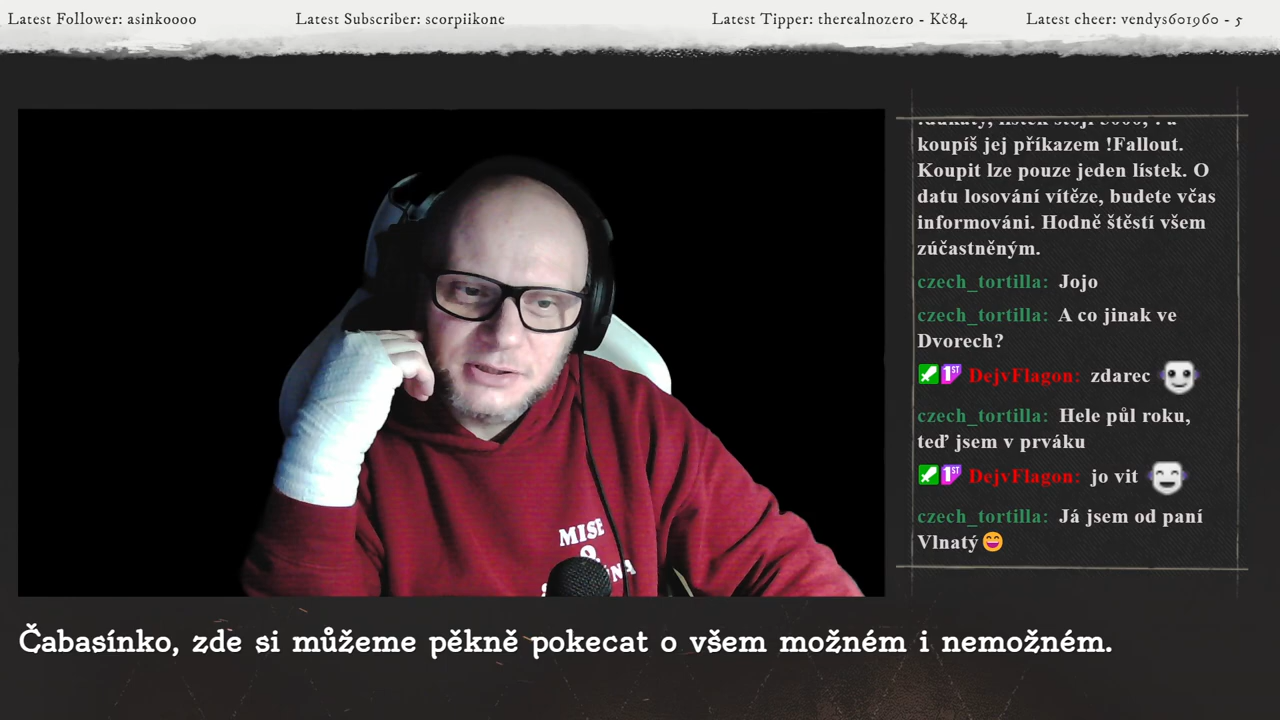 Latest Follower: asinkoooo
Latest Subscriber: scorpiikone
Latest Tipper: therealnozero - Kč84
Latest cheer: vendys601960 - 5
koupíš jej příkazem !Fallout.
Koupit lze pouze jeden lístek. O
datu losování vítěze, budete včas
informováni. Hodně štěstí všem
zúčastněným.
czech_tortilla: Jojo
czech_tortilla: A co jinak ve
Dvorech?
1ST DejvFlagon: zdarec
czech_tortilla: Hele půl roku,
teď jsem v prváku
1ST DejvFlagon: jo vit
czech_tortilla: Já jsem od paní
Vlnatý😄
MISE
Čabasínko, zde si můžeme pěkně pokecat o všem možném i nemožném.